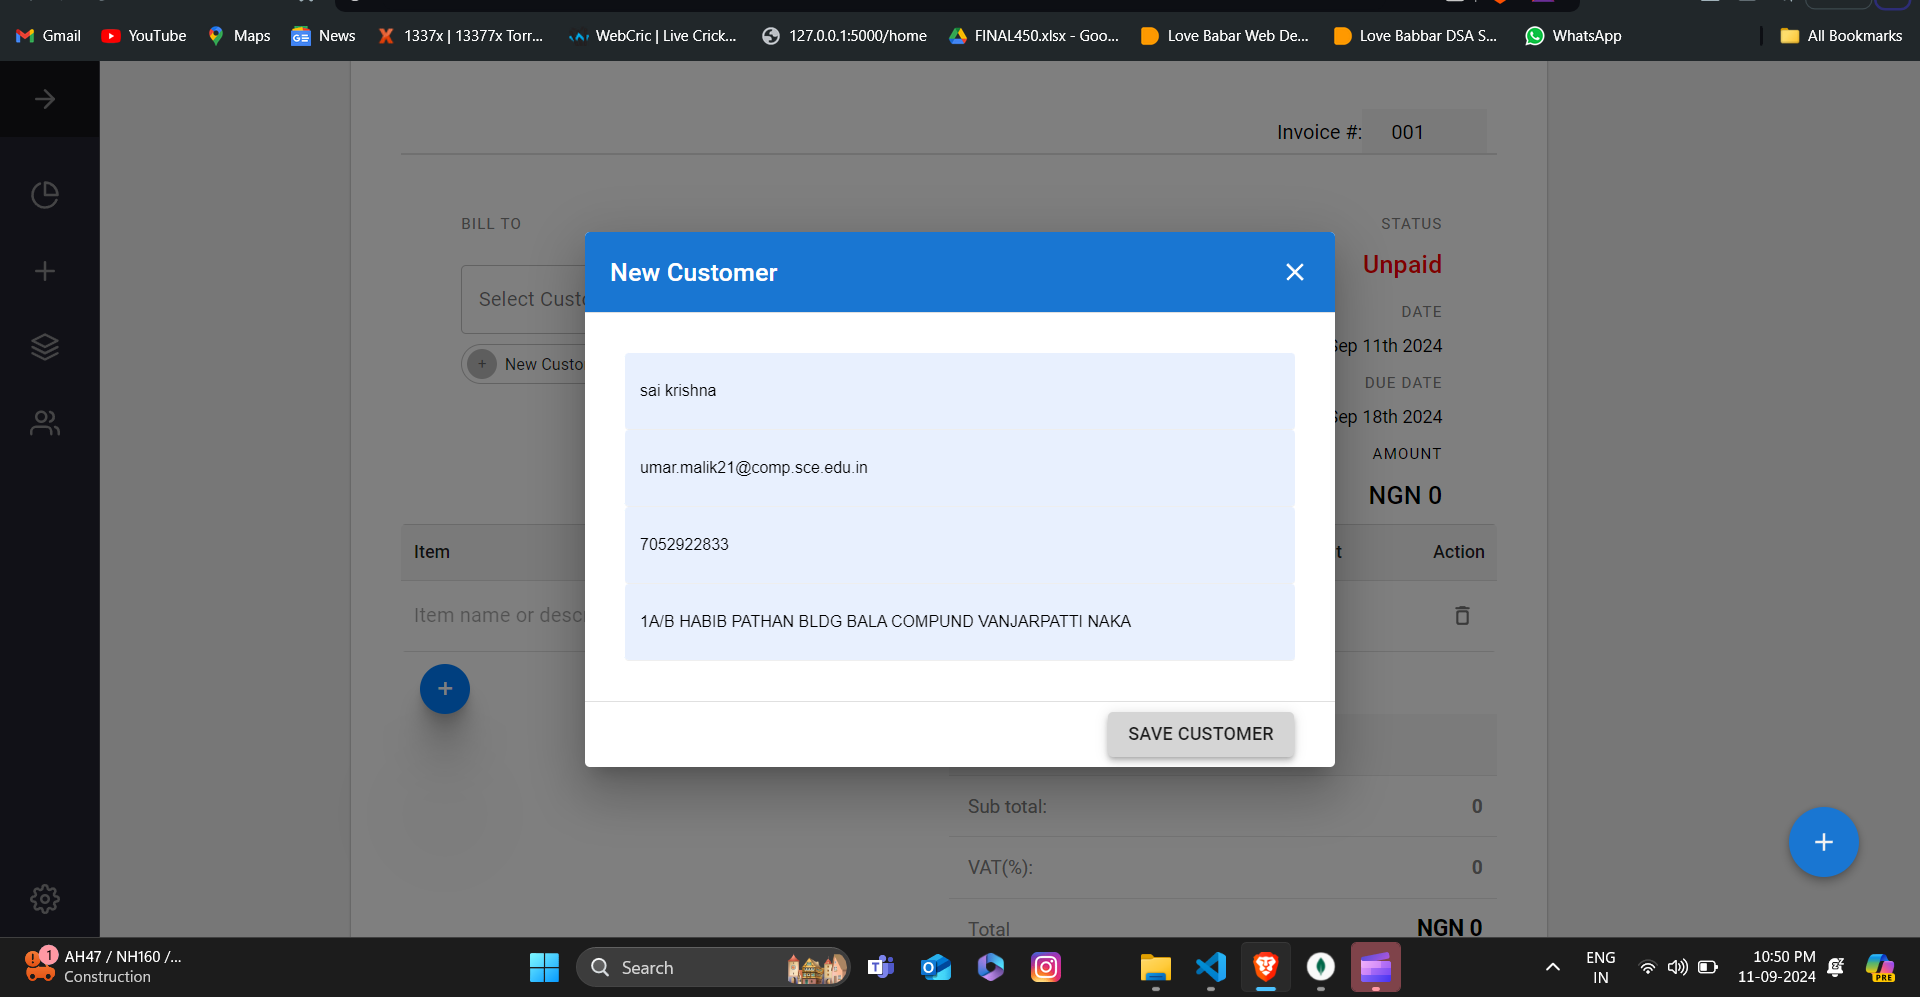 Gmail
YouTube
Maps
News
1337x | 13377x Torr...
WebCric | Live Crick...
127.0.0.1:5000/home
FINAL450.xlsx - Goo...
Love Babar Web De...
Love Babbar DSA S...
WhatsApp
All Bookmarks
Invoice #: 001
BILL TO
STATUS
Unpaid
Select Custo
New Custo
DATE
Sep 11th 2024
DUE DATE
Sep 18th 2024
AMOUNT
NGN 0
New Customer
sai krishna
umar.malik21@comp.sce.edu.in
7052922833
1A/B HABIB PATHAN BLDG BALA COMPUND VANJARPATTI NAKA
SAVE CUSTOMER
Item
t
Action
Item name or descr
Sub total: 0
VAT(%): 0
Total NGN 0
1
AH47 / NH160 /...
Construction
Search
ENG
IN
10:50 PM
11-09-2024
PRE